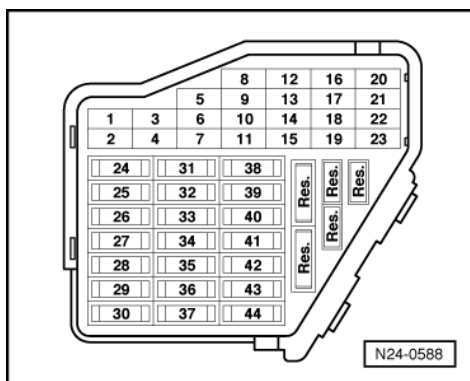 8 12 16 20
5 9 13 17 21
1 3 6 10 14 18 22
2 4 7 11 15 19 23
24 31 38
25 32 39
26 33 40
27 34 41
28 35 42
29 36 43
30 37 44
Res. Res. Res.
Res. Res.
N24-0588